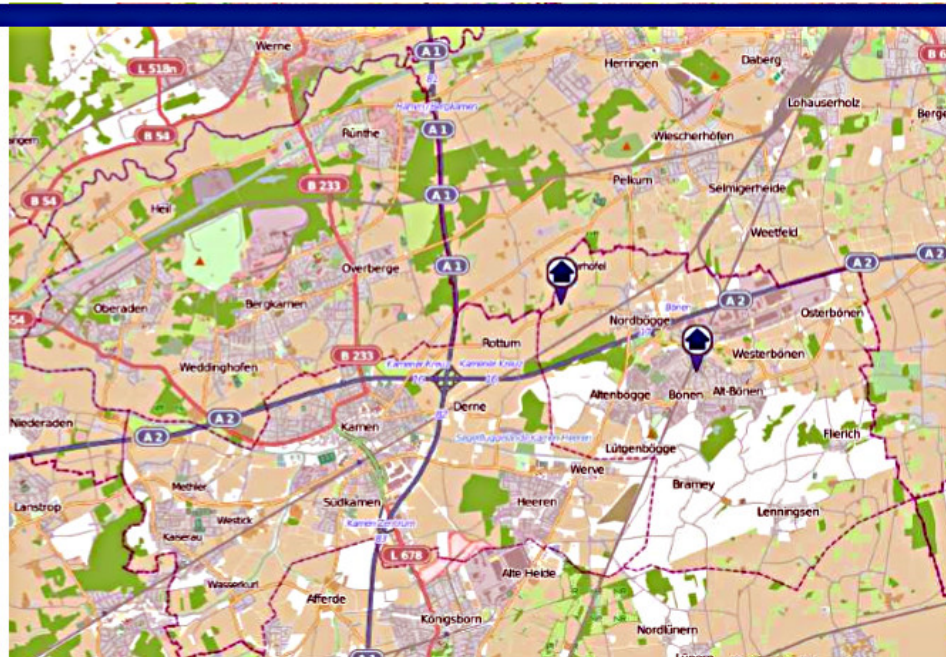 Werne
A 1
Herringen
Daberg
B 6
L 518n
Lohauserholz
A 1
Rünthe
B 54
Wiescherhöfen
Pelkum
B 233
Selmigerheide
A 1
B 54
Heil
Weetfeld
A 2
A 2
Overberge
A 1
Oberaden
Bergkamen
A 2
Bönen
Osterbönen
54
Nordbögge
Rottum
B 233
Westerbönen
Weddinghofen
Kamener Kreuz
Kamener Kreuz
Altenbögge
Bönen
Alt-Bönen
Derne
82
A 2
Niederaden
A 2
Kamen
Flierich
Lütgenbögge
Werve
Methler
Bramey
Südkamen
Heeren
Lanstrop
Westick
Lenningsen
Kamen Zentrum
Kaiserau
83
L 678
Alte Heide
Wasserkurl
Afferde
Königsborn
Nordlünern